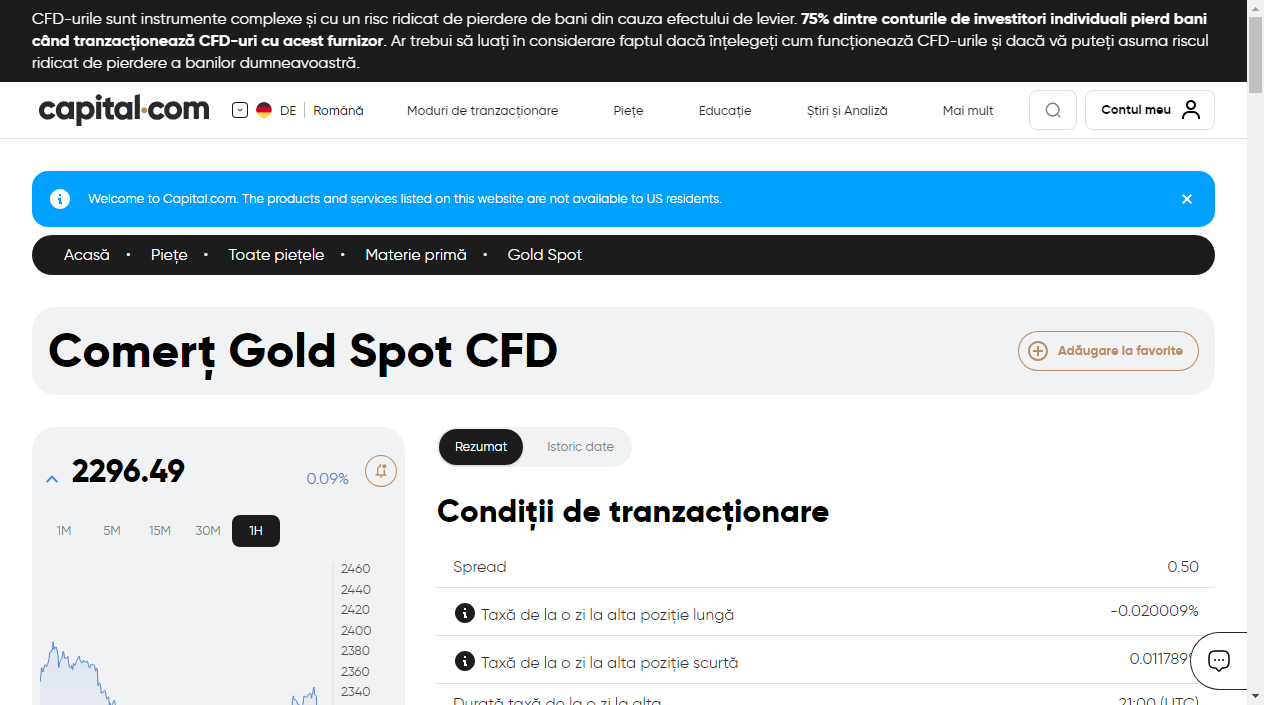 CFD-urile sunt instrumente complexe și cu un risc ridicat de pierdere de bani din cauza efectului de levier. 75% dintre conturile de investitori individuali pierd bani
când tranzacționează CFD-uri cu acest furnizor. Ar trebui să luați în considerare faptul dacă înțelegeți cum funcționează CFD-urile și dacă vă puteți asuma riscul
ridicat de pierdere a banilor dumneavoastră.
capital.com DE Română Moduri de tranzacționare Piețe Educație Știri și Analiză Mai mult Contul meu
Welcome to Capital.com. The products and services listed on this website are not available to US residents.
Acasă • Piețe • Toate piețele • Materie primă • Gold Spot
Comerț Gold Spot CFD
Adăugare la favorite
2296.49
0.09%
1M 5M 15M 30M 1H
2460
2440
2420
2400
2380
2360
2340
Rezumat Istoric date
Condiții de tranzacționare
Spread 0.50
Taxă de la o zi la alta poziție lungă -0.020009%
Taxă de la o zi la alta poziție scurtă 0.011789%
Durată taxă de la o zi la alta 21:00 (UTC)